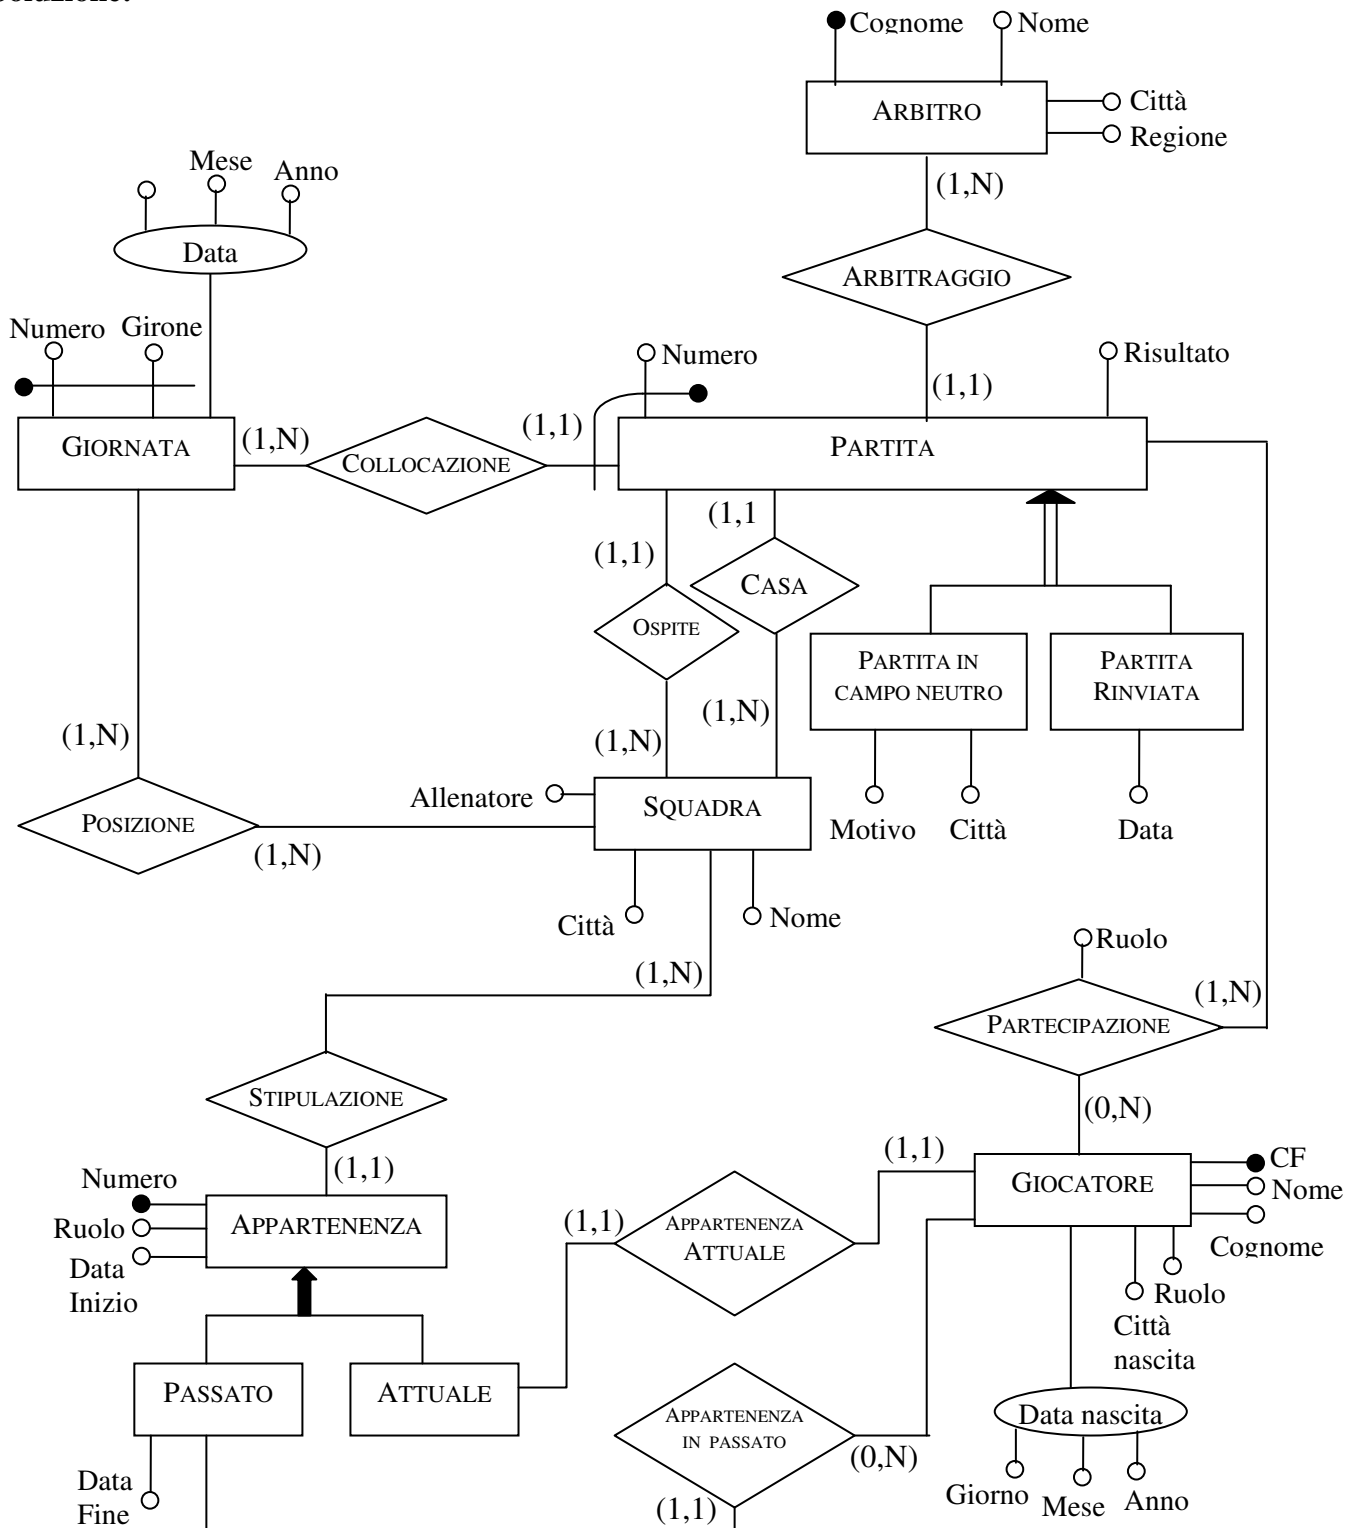 Soluzione:
Cognome
Nome
ARBITRO
Città
Regione
(1,N)
Mese
Anno
Data
ARBITRAGGIO
Numero
Girone
Numero
Risultato
(1,1)
GIORNATA
(1,N)
COLLOCAZIONE
(1,1)
PARTITA
(1,1
(1,1)
CASA
OSPITE
PARTITA IN
CAMPO NEUTRO
PARTITA
RINVIATA
(1,N)
(1,N)
(1,N)
Allenatore
SQUADRA
Motivo
Città
Data
POSIZIONE
(1,N)
Città
Nome
Ruolo
(1,N)
(1,N)
PARTECIPAZIONE
STIPULAZIONE
(0,N)
(1,1)
(1,1)
Numero
Ruolo
Data
Inizio
APPARTENENZA
(1,1)
APPARTENENZA
ATTUALE
GIOCATORE
CF
Nome
Cognome
Ruolo
Città
nascita
PASSATO
ATTUALE
APPARTENENZA
IN PASSATO
(0,N)
Data nascita
Data
Fine
(1,1)
Giorno
Mese
Anno